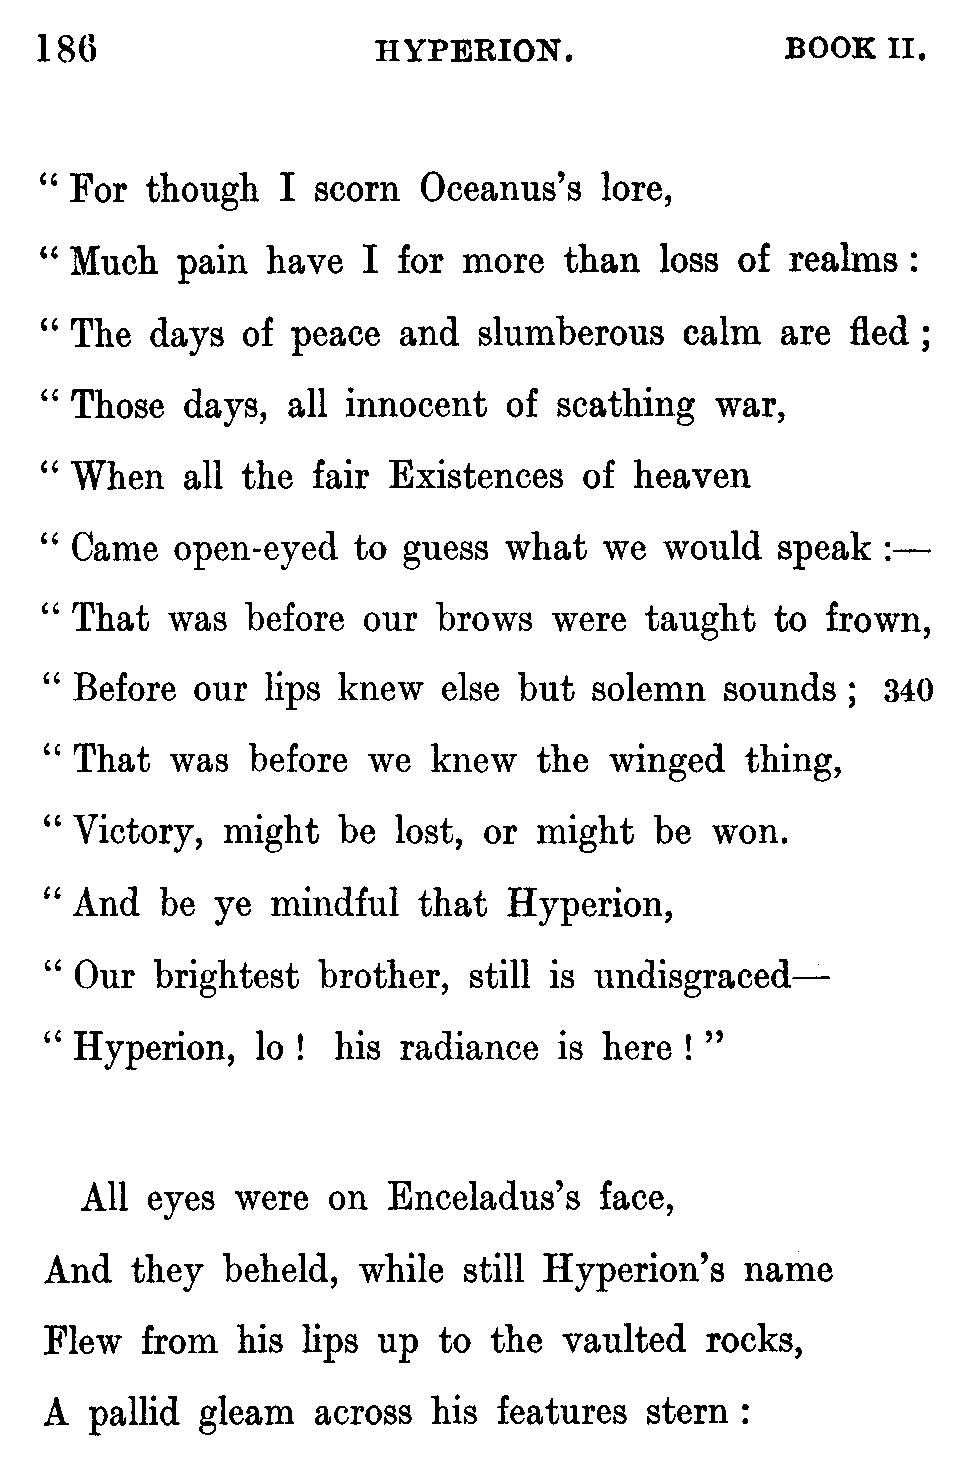 186 HYPERION. BOOK II.
“ For though I scorn Oceanus’s lore,
“ Much pain have I for more than loss of realms :
“ The days of peace and slumberous calm are fled ;
“ Those days, all innocent of scathing war,
“ When all the fair Existences of heaven
“ Came open-eyed to guess what we would speak :—
“ That was before our brows were taught to frown,
“ Before our lips knew else but solemn sounds ; 340
“ That was before we knew the winged thing,
“ Victory, might be lost, or might be won.
“ And be ye mindful that Hyperion,
“ Our brightest brother, still is undisgraced—
“ Hyperion, lo ! his radiance is here ! ”
All eyes were on Enceladus’s face,
And they beheld, while still Hyperion’s name
Flew from his lips up to the vaulted rocks,
A pallid gleam across his features stern :